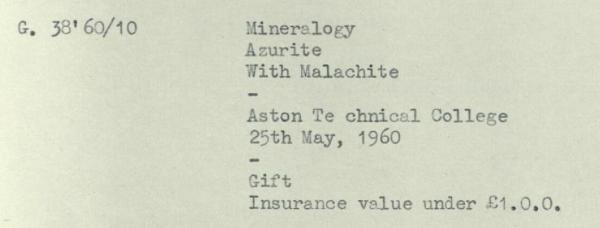 G. 38'60/10 Mineralogy
Azurite
With Malachite
-
Aston Te chnical College
25th May, 1960
-
Gift
Insurance value under £1.0.0.